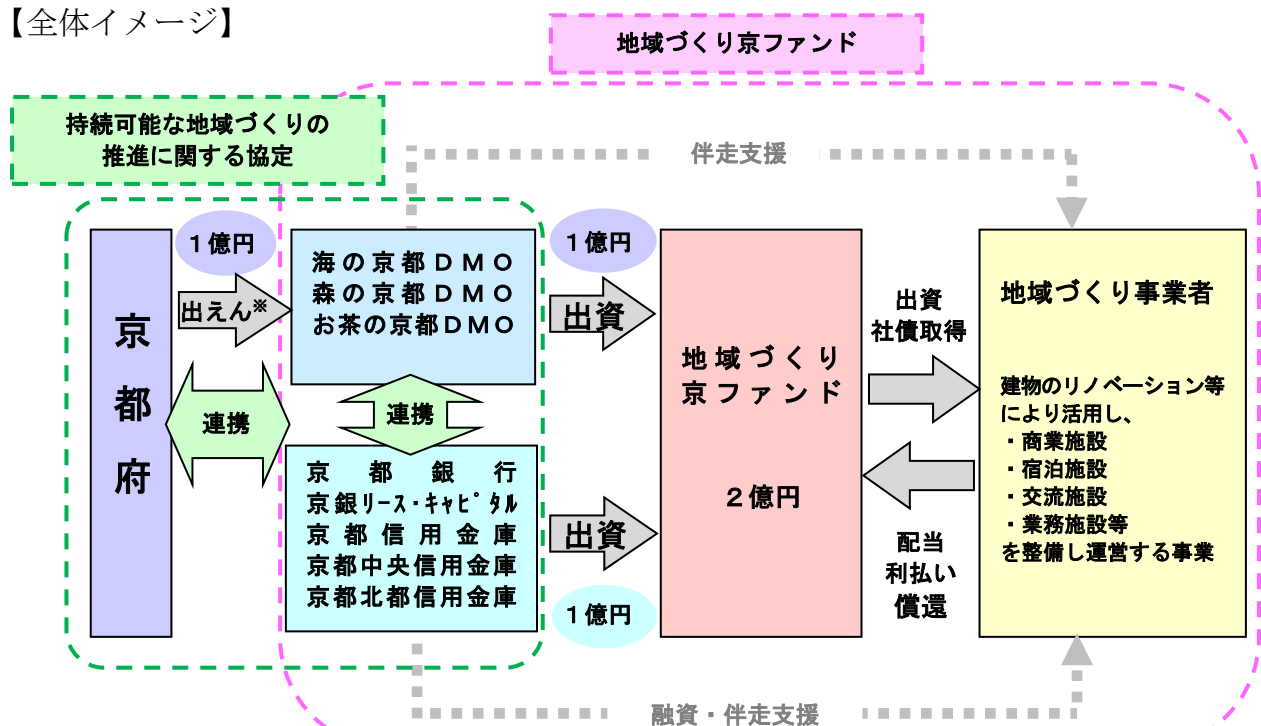 【全体イメージ】
地域づくり京ファンド
持続可能な地域づくりの
推進に関する協定
伴走支援
1億円
出えん※
京
都
府
連携
海の京都DMO
森の京都DMO
お茶の京都DMO
連携
京都銀行
京銀リース・キャピタル
京都信用金庫
京都中央信用金庫
京都北都信用金庫
1億円
出資
出資
1億円
地域づくり
京ファンド
2億円
出資
社債取得
配当
利払い
償還
地域づくり事業者
建物のリノベーション等
により活用し、
・商業施設
・宿泊施設
・交流施設
・業務施設等
を整備し運営する事業
融資・伴走支援